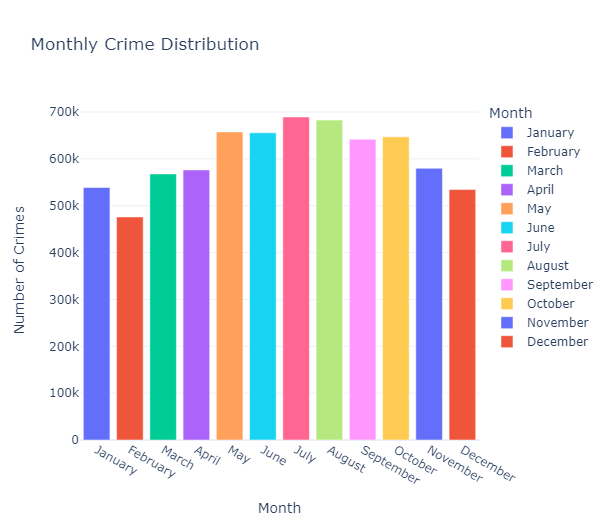 Monthly Crime Distribution
Number of Crimes
700k
600k
500k
400k
300k
200k
100k
0
January
February
March
April
May
June
July
August
September
October
November
December
Month
Month
January
February
March
April
May
June
July
August
September
October
November
December